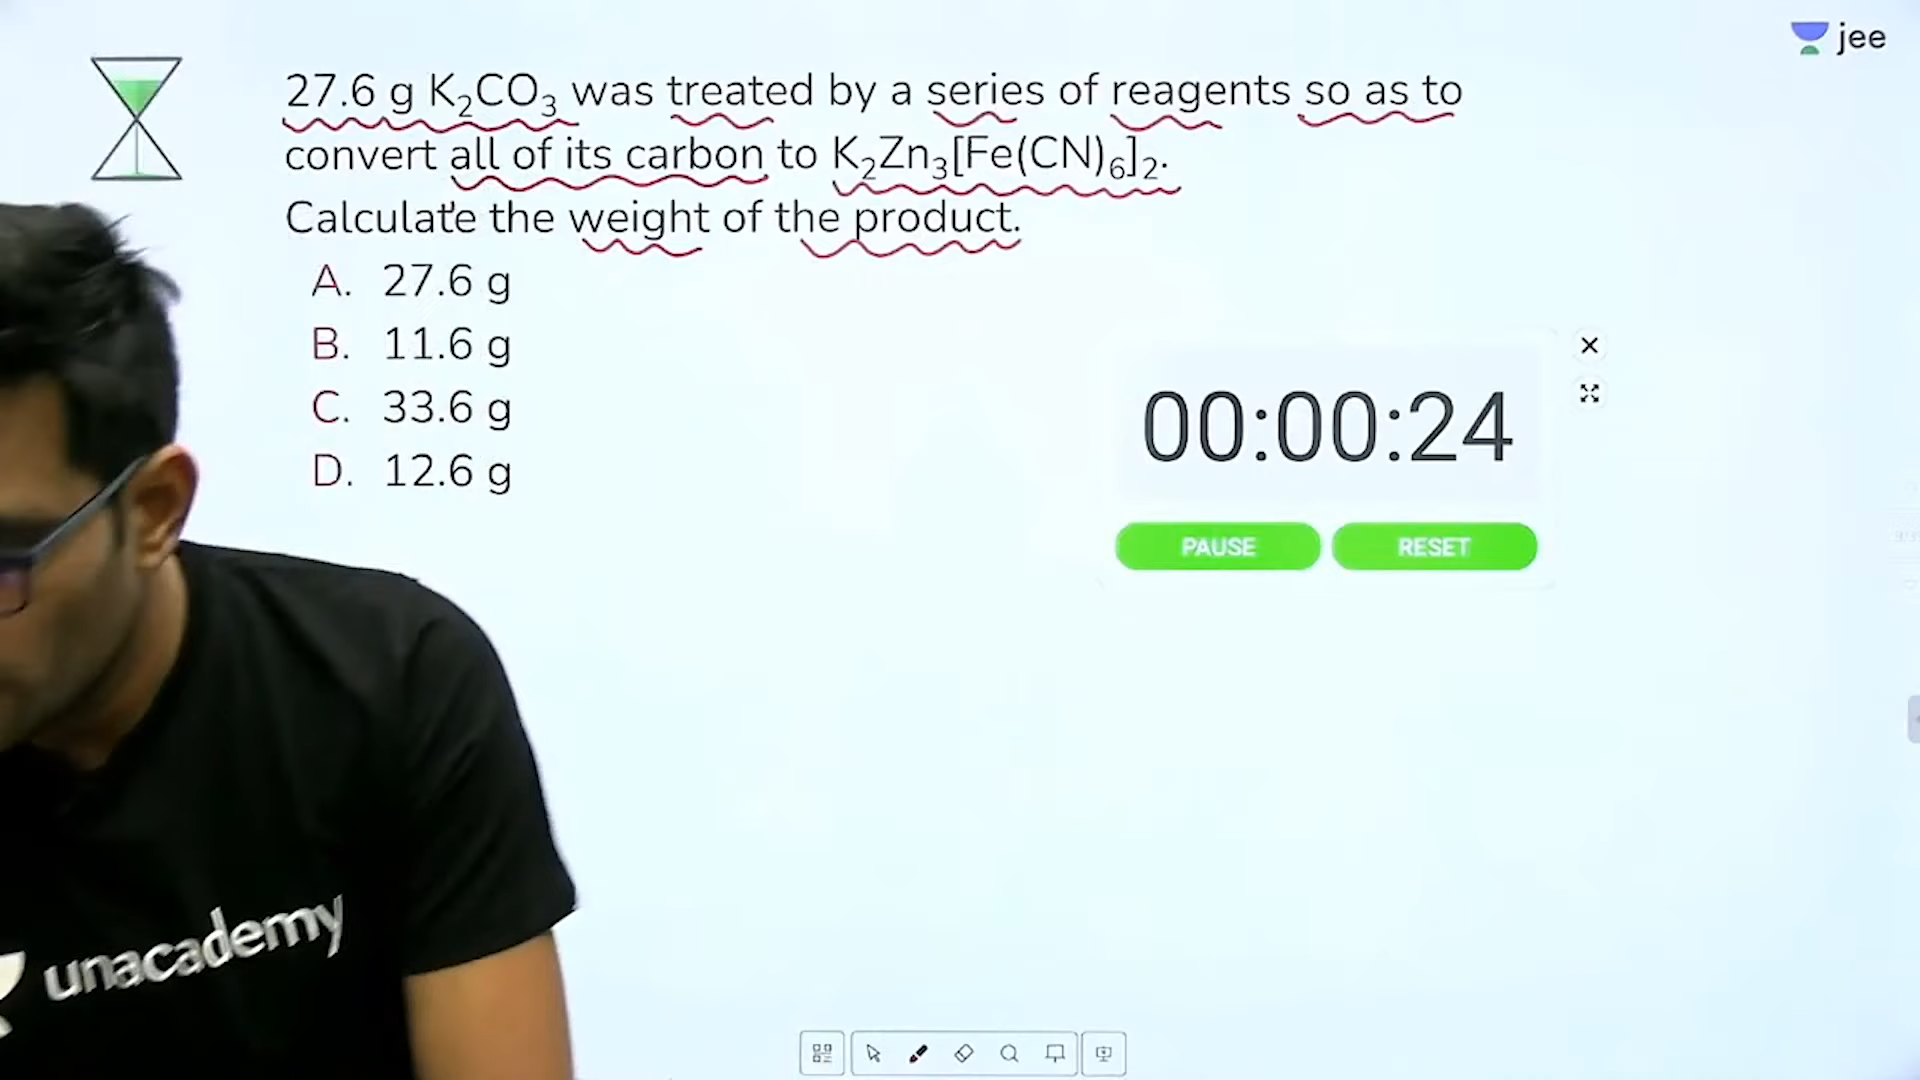 jee
27.6 g K₂CO₃ was treated by a series of reagents so as to
convert all of its carbon to K₂Zn₃[Fe(CN)₆]₂.
Calculate the weight of the product.
A. 27.6 g
B. 11.6 g
C. 33.6 g
D. 12.6 g
00:00:24
PAUSE RESET
unacademy